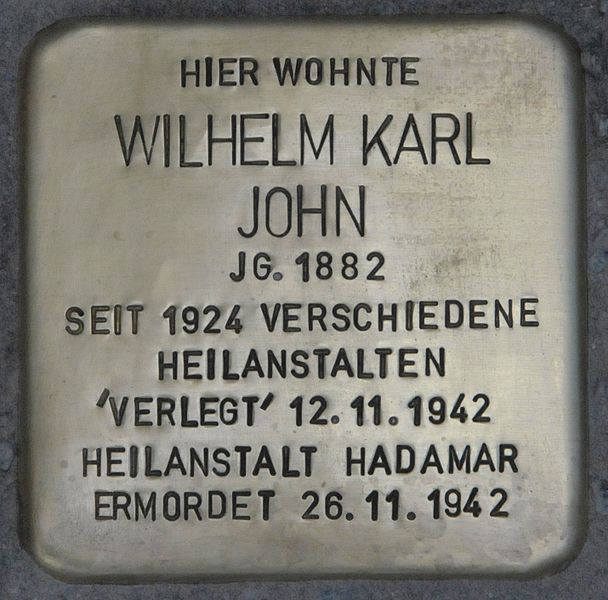 HIER WOHNTE
WILHELM KARL
JOHN
JG. 1882
SEIT 1924 VERSCHIEDENE
HEILANSTALTEN
'VERLEGT' 12.11.1942
HEILANSTALT HADAMAR
ERMORDET 26.11.1942